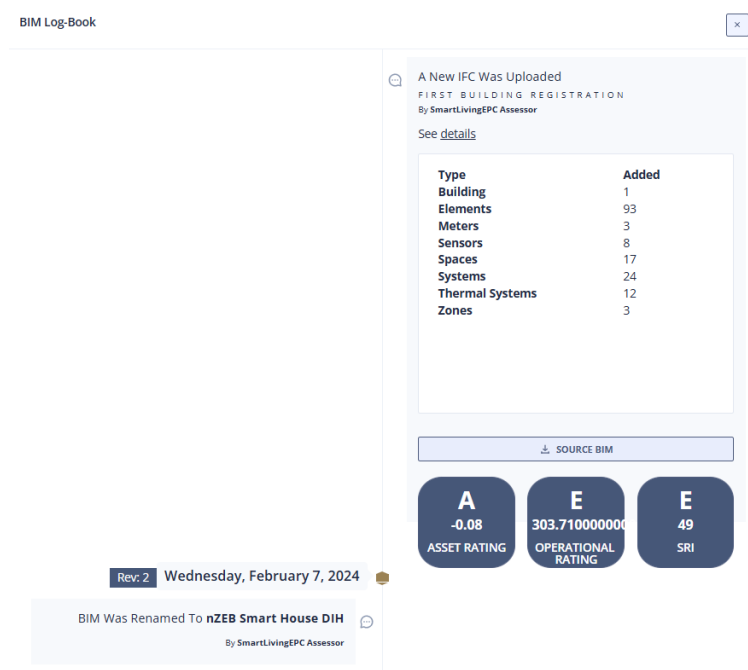 BIM Log-Book
×
A New IFC Was Uploaded
FIRST BUILDING REGISTRATION
By SmartLivingEPC Assessor
See details
Type Added
Building 1
Elements 93
Meters 3
Sensors 8
Spaces 17
Systems 24
Thermal Systems 12
Zones 3
SOURCE BIM
A E E
-0.08 303.71000000 49
ASSET RATING OPERATIONAL RATING SRI
Rev: 2 Wednesday, February 7, 2024
BIM Was Renamed To nZEB Smart House DIH
By SmartLivingEPC Assessor